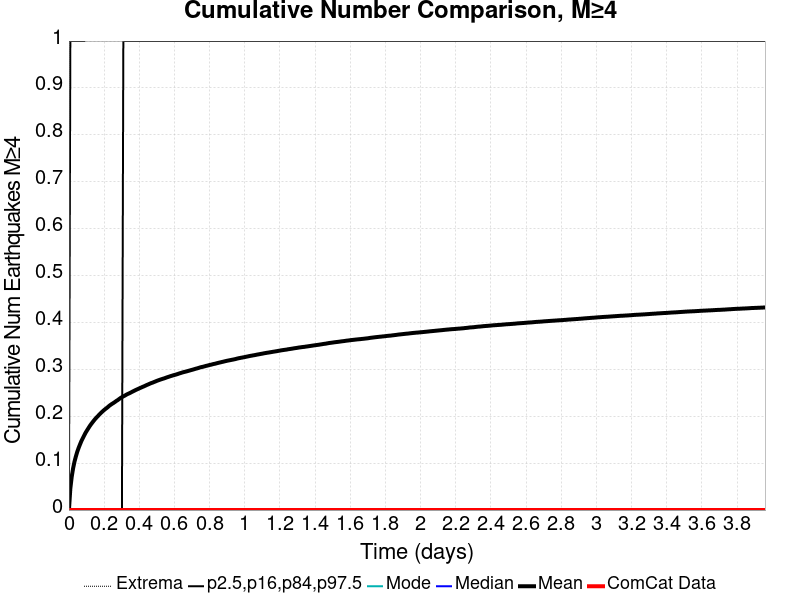 Cumulative Number Comparison, M≥4
Cumulative Num Earthquakes M≥4
1
0.9
0.8
0.7
0.6
0.5
0.4
0.3
0.2
0.1
0
0 0.2 0.4 0.6 0.8 1 1.2 1.4 1.6 1.8 2 2.2 2.4 2.6 2.8 3 3.2 3.4 3.6 3.8
Time (days)
Extrema p2.5,p16,p84,p97.5 Mode Median Mean ComCat Data